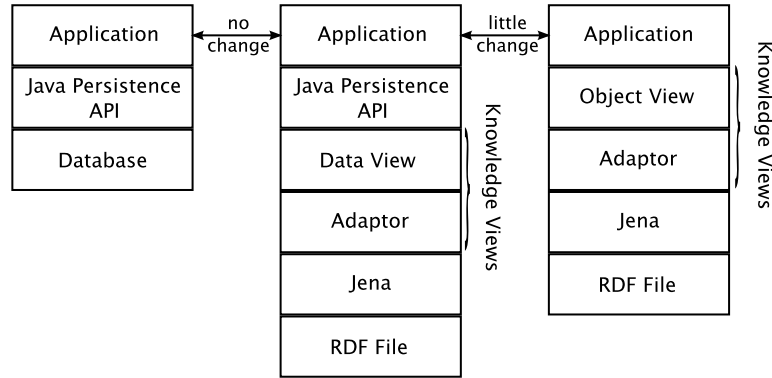 Application
Java Persistence
API
Database
no
change
Application
Java Persistence
API
Data View
Adaptor
Jena
RDF File
Knowledge Views
little
change
Application
Object View
Adaptor
Jena
RDF File
Knowledge Views